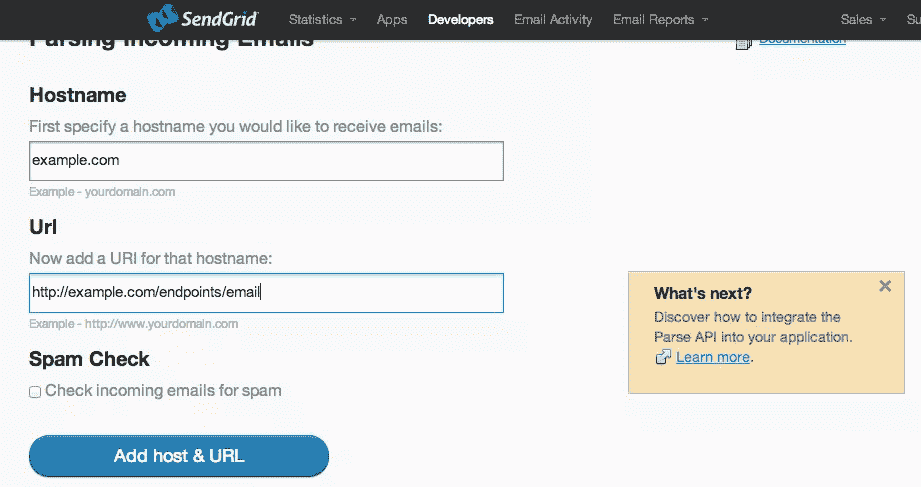 SendGrid Statistics Apps Developers Email Activity Email Reports Sales Su
Parsing Incoming Emails
Documentation
Hostname
First specify a hostname you would like to receive emails:
example.com
Example - yourdomain.com
Url
Now add a URI for that hostname:
http://example.com/endpoints/email
Example - http://www.yourdomain.com
What's next?
Discover how to integrate the
Parse API into your application.
Learn more.
Spam Check
Check incoming emails for spam
Add host & URL